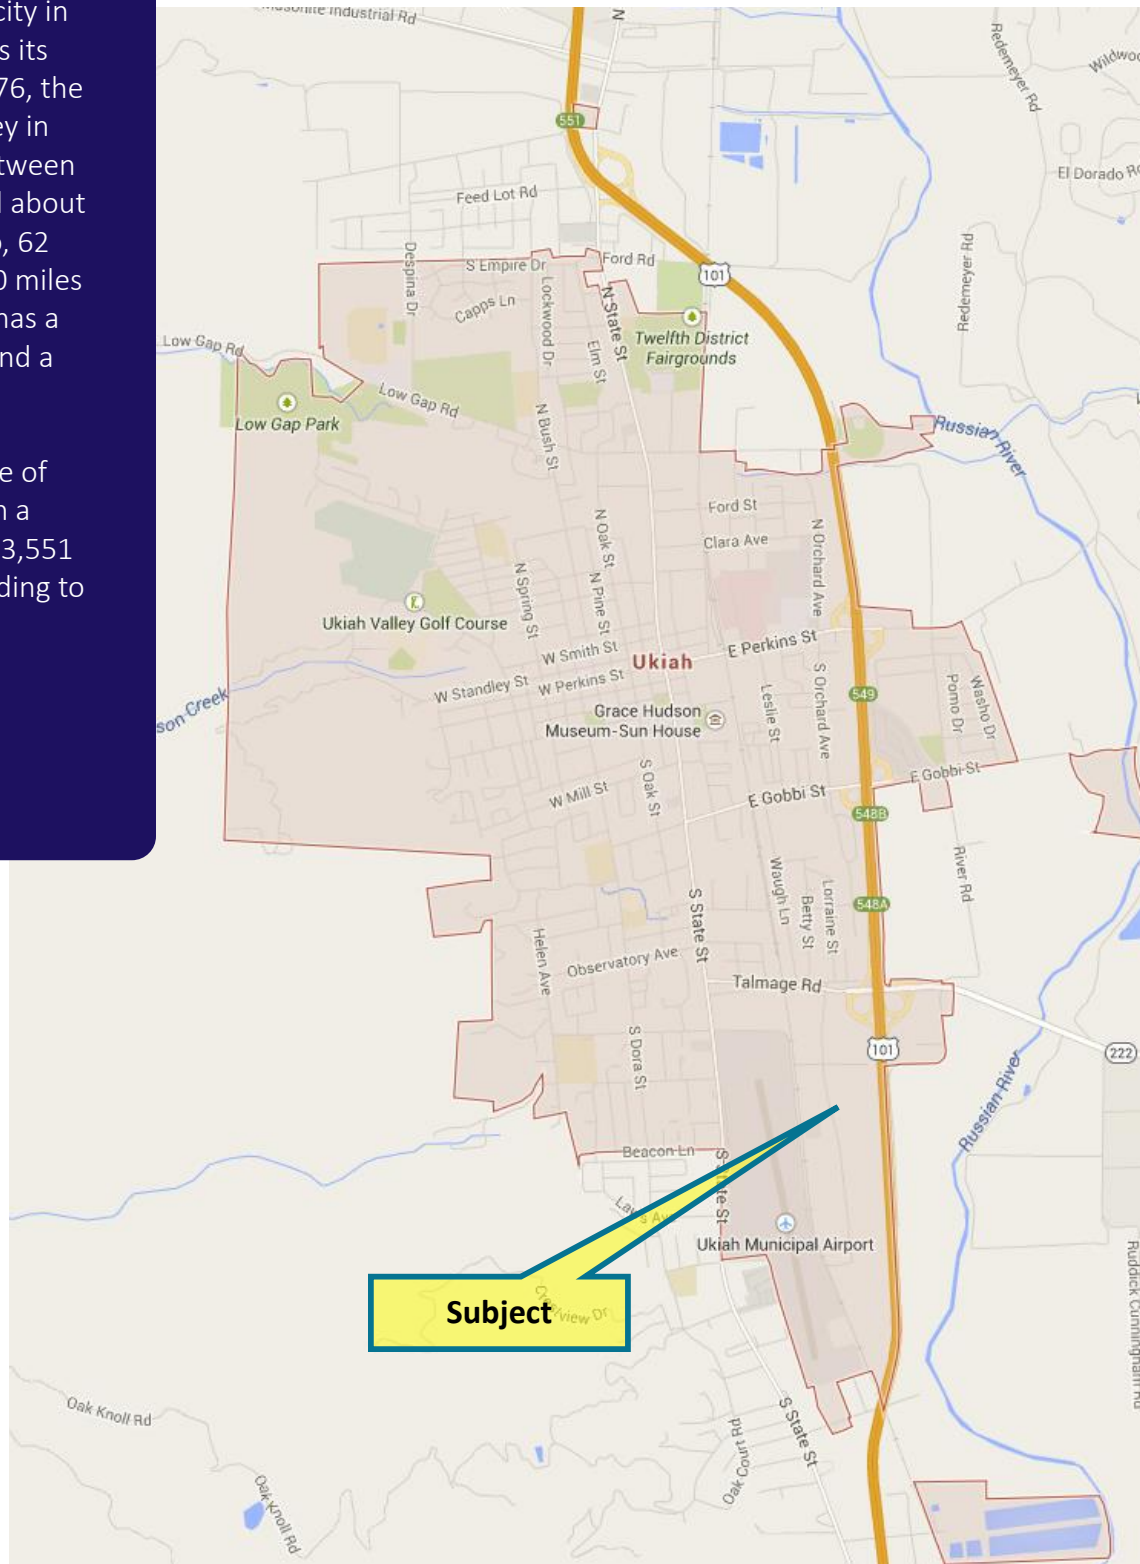 city in
s its
76, the
ey in
tween
l about
, 62
0 miles
has a
nd a
e of
n a
3,551
ding to
Masonite Industrial Rd
N
Redemeyer Rd
551
Feed Lot Rd
El Dorado Rd
Despina Dr
S Empire Dr
Ford Rd
101
Redemeyer Rd
Capps Ln
Lockwood Dr
N State St
Elm St
Twelfth District
Fairgrounds
Low Gap Rd
Low Gap Rd
Low Gap Park
N Bush St
Russian River
Ford St
Clara Ave
N Oak St
N Orchard Ave
N Spring St
N Pine St
Ukiah Valley Golf Course
W Smith St
Ukiah
E Perkins St
W Standley St
W Perkins St
Leslie St
S Orchard Ave
549
Pomo Dr
Washo Dr
son Creek
Grace Hudson
Museum-Sun House
S Oak St
W Mill St
E Gobbi St
E Gobbi St
548B
River Rd
Waugh Ln
Betty St
Lorraine St
548A
S State St
Helen Ave
Observatory Ave
Talmage Rd
S Dora St
101
222
Russian River
Beacon Ln
S State St
Ukiah Municipal Airport
Subject
Ruddick Cunningham Rd
Oak Knoll Rd
Oak Knoll Rd
Oak Court Rd
S State St